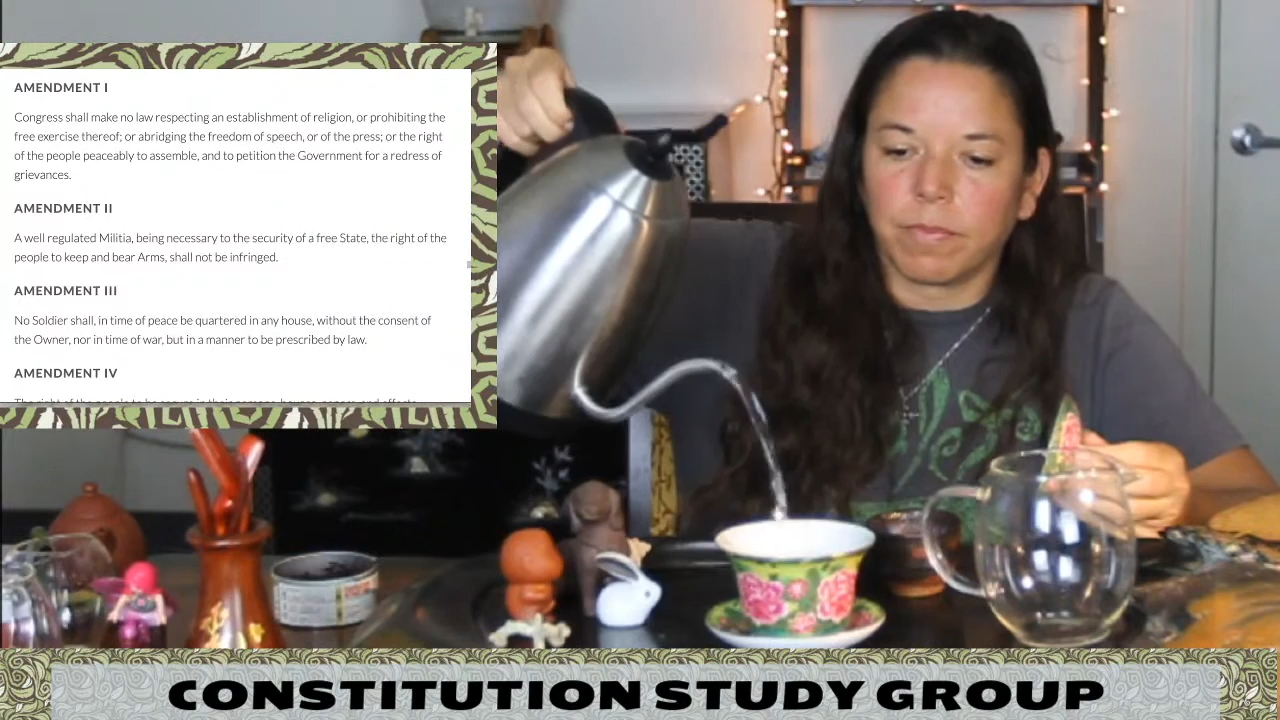 AMENDMENT I
Congress shall make no law respecting an establishment of religion, or prohibiting the
free exercise thereof; or abridging the freedom of speech, or of the press; or the right
of the people peaceably to assemble, and to petition the Government for a redress of
grievances.
AMENDMENT II
A well regulated Militia, being necessary to the security of a free State, the right of the
people to keep and bear Arms, shall not be infringed.
AMENDMENT III
No Soldier shall, in time of peace be quartered in any house, without the consent of
the Owner, nor in time of war, but in a manner to be prescribed by law.
AMENDMENT IV
CONSTITUTION STUDY GROUP